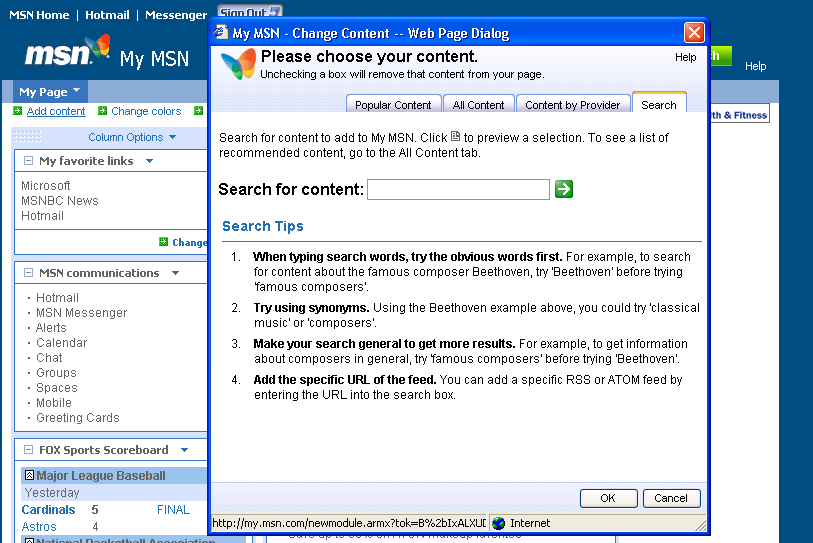 MSN Home | Hotmail | Messenger
Sign Out
msn My MSN
Help
My Page
Add content Change colors
th & Fitness
Column Options
My favorite links
Microsoft
MSNBC News
Hotmail
Change
MSN communications
Hotmail
MSN Messenger
Alerts
Calendar
Chat
Groups
Spaces
Mobile
Greeting Cards
FOX Sports Scoreboard
Major League Baseball
Yesterday
Cardinals 5 FINAL
Astros 4
National Basketball Association
My MSN - Change Content -- Web Page Dialog
Please choose your content.
Help
Unchecking a box will remove that content from your page.
Popular Content All Content Content by Provider Search
Search for content to add to My MSN. Click to preview a selection. To see a list of
recommended content, go to the All Content tab.
Search for content:
Search Tips
1. When typing search words, try the obvious words first. For example, to search
for content about the famous composer Beethoven, try 'Beethoven' before trying
'famous composers'.
2. Try using synonyms. Using the Beethoven example above, you could try 'classical
music' or 'composers'.
3. Make your search general to get more results. For example, to get information
about composers in general, try 'famous composers' before trying 'Beethoven'.
4. Add the specific URL of the feed. You can add a specific RSS or ATOM feed by
entering the URL into the search box.
OK Cancel
http://my.msn.com/newmodule.armx?tok=B%2bIxALXUD Internet